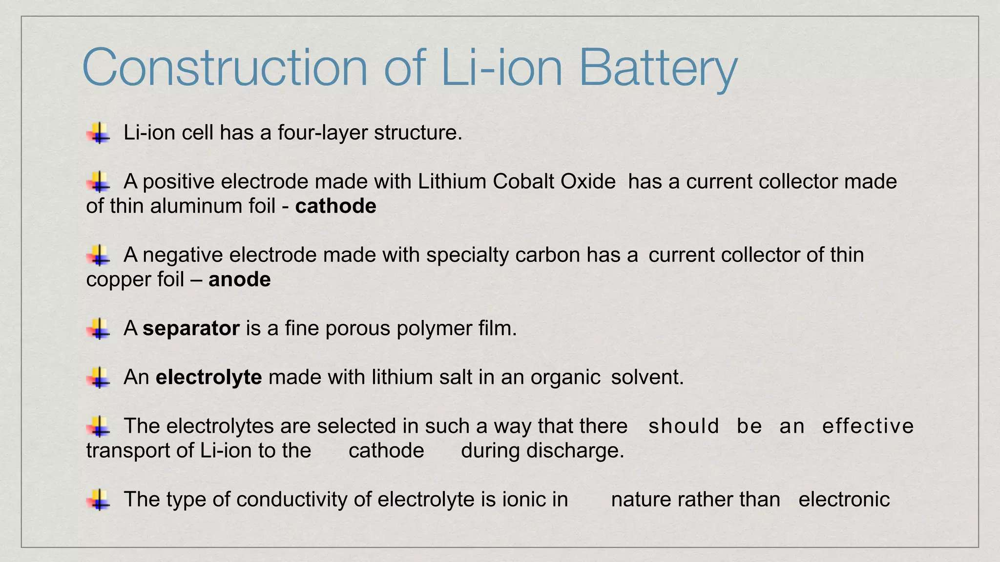 Construction of Li-ion Battery
Li-ion cell has a four-layer structure.
A positive electrode made with Lithium Cobalt Oxide has a current collector made
of thin aluminum foil - cathode
A negative electrode made with specialty carbon has a current collector of thin
copper foil – anode
A separator is a fine porous polymer film.
An electrolyte made with lithium salt in an organic solvent.
The electrolytes are selected in such a way that there should be an effective
transport of Li-ion to the cathode during discharge.
The type of conductivity of electrolyte is ionic in nature rather than electronic